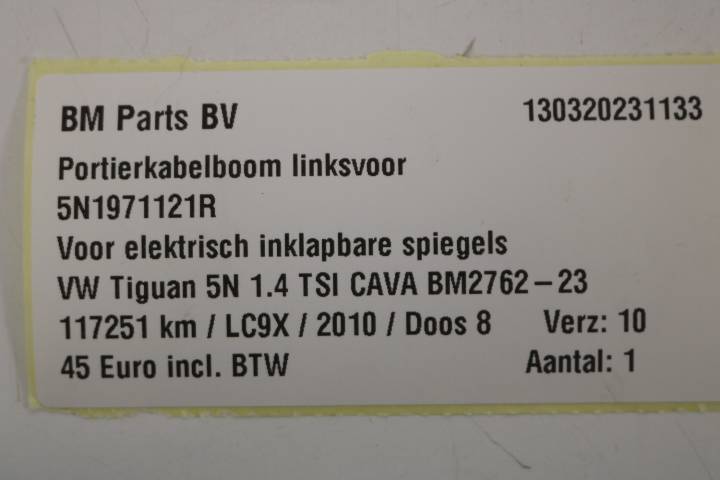 BM Parts BV 130320231133
Portierkabelboom linksvoor
5N1971121R
Voor elektrisch inklapbare spiegels
VW Tiguan 5N 1.4 TSI CAVA BM2762-23
117251 km / LC9X / 2010 / Doos 8 Verz: 10
45 Euro incl. BTW Aantal: 1